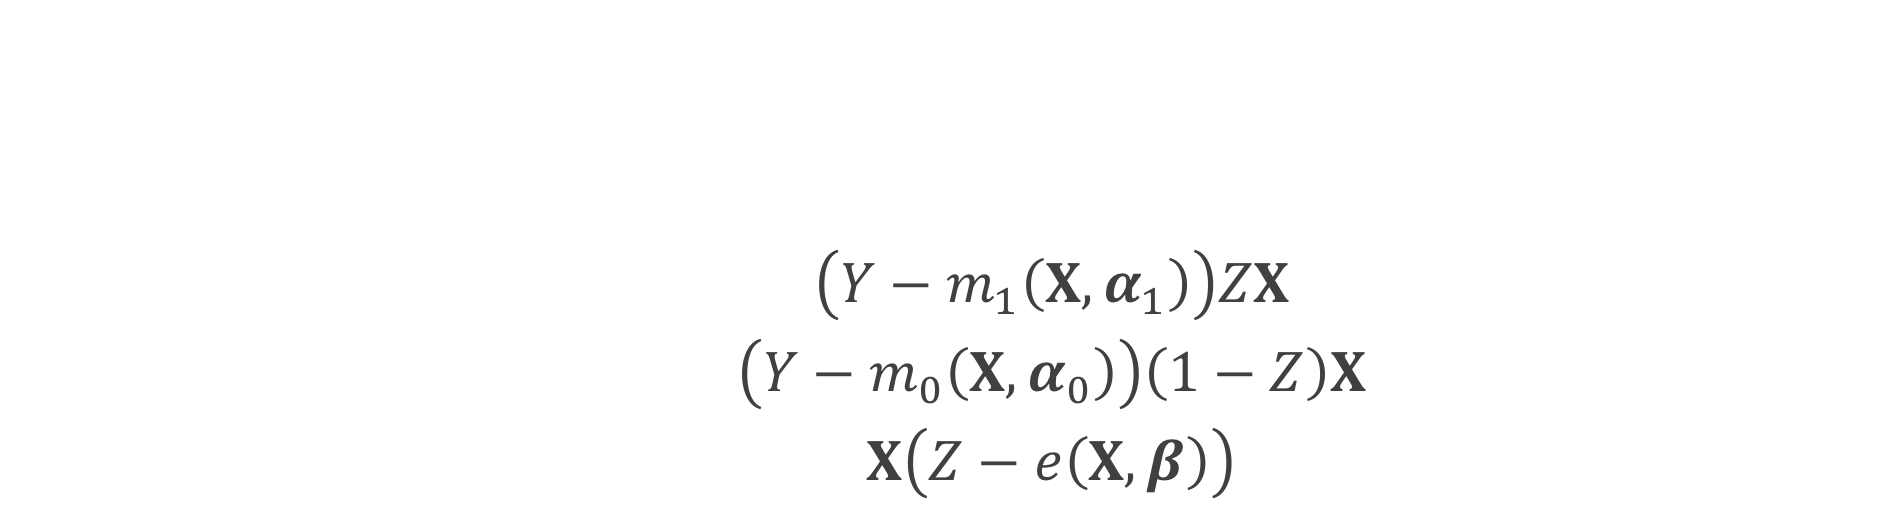 (Y − m₁(𝐗, 𝜶₁))Z𝐗
(Y − m₀(𝐗, 𝜶₀))(1 − Z)𝐗
𝐗(Z − e(𝐗, 𝜷))